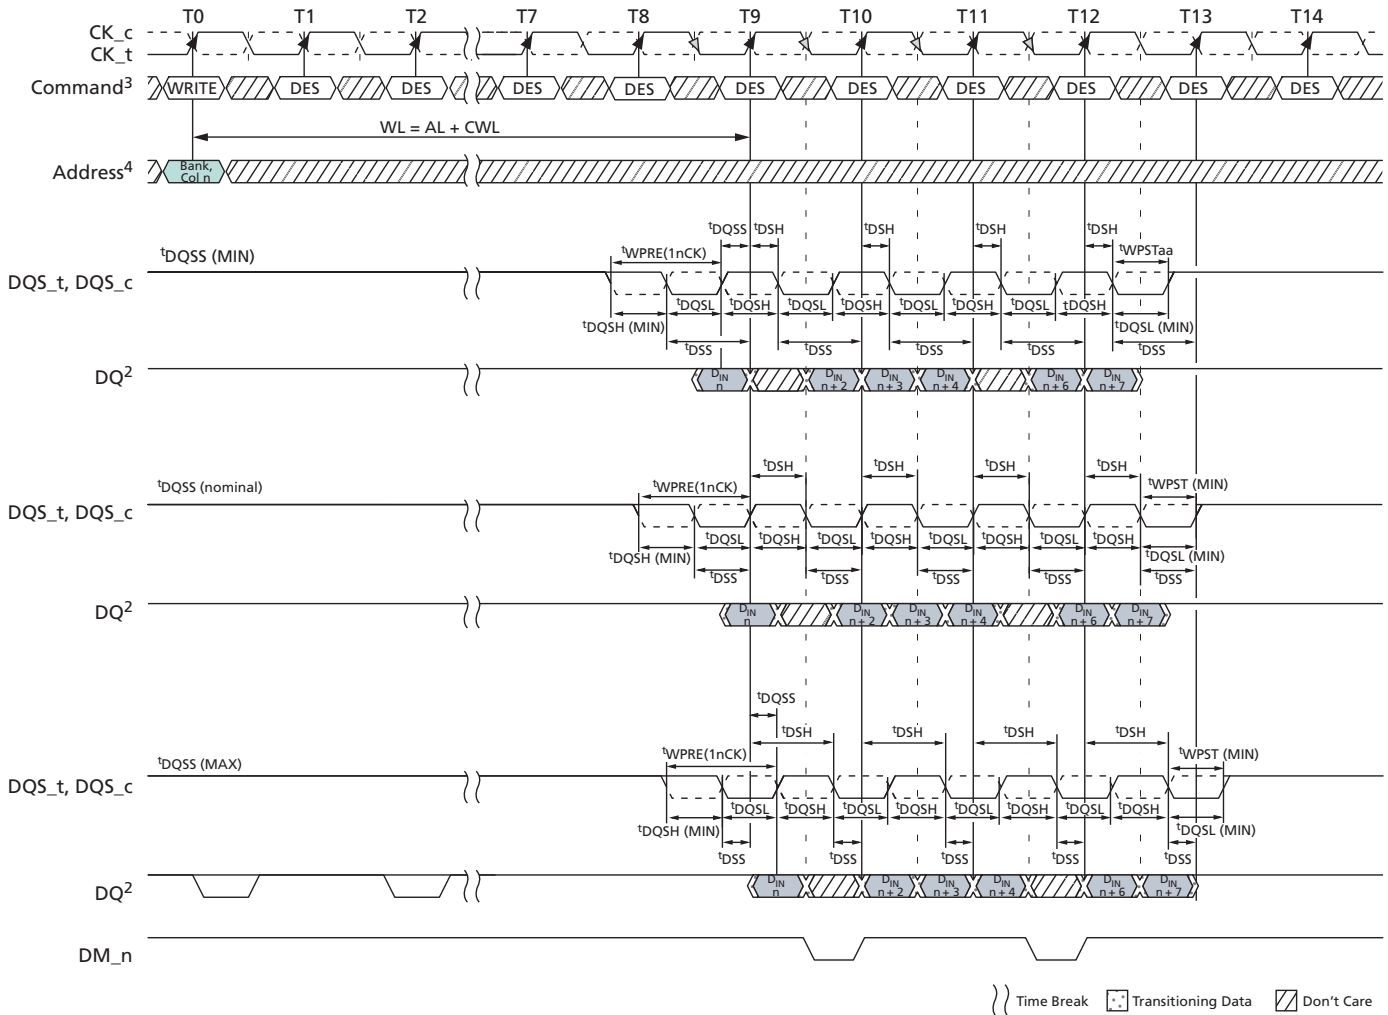 T0 T1 T2 T7 T8 T9 T10 T11 T12 T13 T14
CK_c
CK_t
Command3 WRITE DES DES DES DES DES DES DES DES DES DES
WL = AL + CWL
Address4 Bank, Col n
tDQSS tDSH tDSH tDSH tDSH
tDQSS (MIN) tWPRE(1nCK) tWPSTaa
DQS_t, DQS_c
tDQSL tDQSH tDQSL tDQSH tDQSL tDQSH tDQSL tDQSH
tDQSH (MIN) tDQSL (MIN)
tDSS tDSS tDSS tDSS tDSS
DQ2 DIN n DIN n + 2 DIN n + 3 DIN n + 4 DIN n + 6 DIN n + 7
tDSH tDSH tDSH tDSH
tDQSS (nominal) tWPRE(1nCK) tWPST (MIN)
DQS_t, DQS_c
tDQSL tDQSH tDQSL tDQSH tDQSL tDQSH tDQSL tDQSH
tDQSH (MIN) tDQSL (MIN)
tDSS tDSS tDSS tDSS tDSS
DQ2 DIN n DIN n + 2 DIN n + 3 DIN n + 4 DIN n + 6 DIN n + 7
tDQSS
tDSH tDSH tDSH tDSH
tDQSS (MAX) tWPRE(1nCK) tWPST (MIN)
DQS_t, DQS_c
tDQSL tDQSH tDQSL tDQSH tDQSL tDQSH tDQSL tDQSH
tDQSH (MIN) tDQSL (MIN)
tDSS tDSS tDSS tDSS tDSS
DQ2 DIN n DIN n + 2 DIN n + 3 DIN n + 4 DIN n + 6 DIN n + 7
DM_n
Time Break Transitioning Data Don't Care